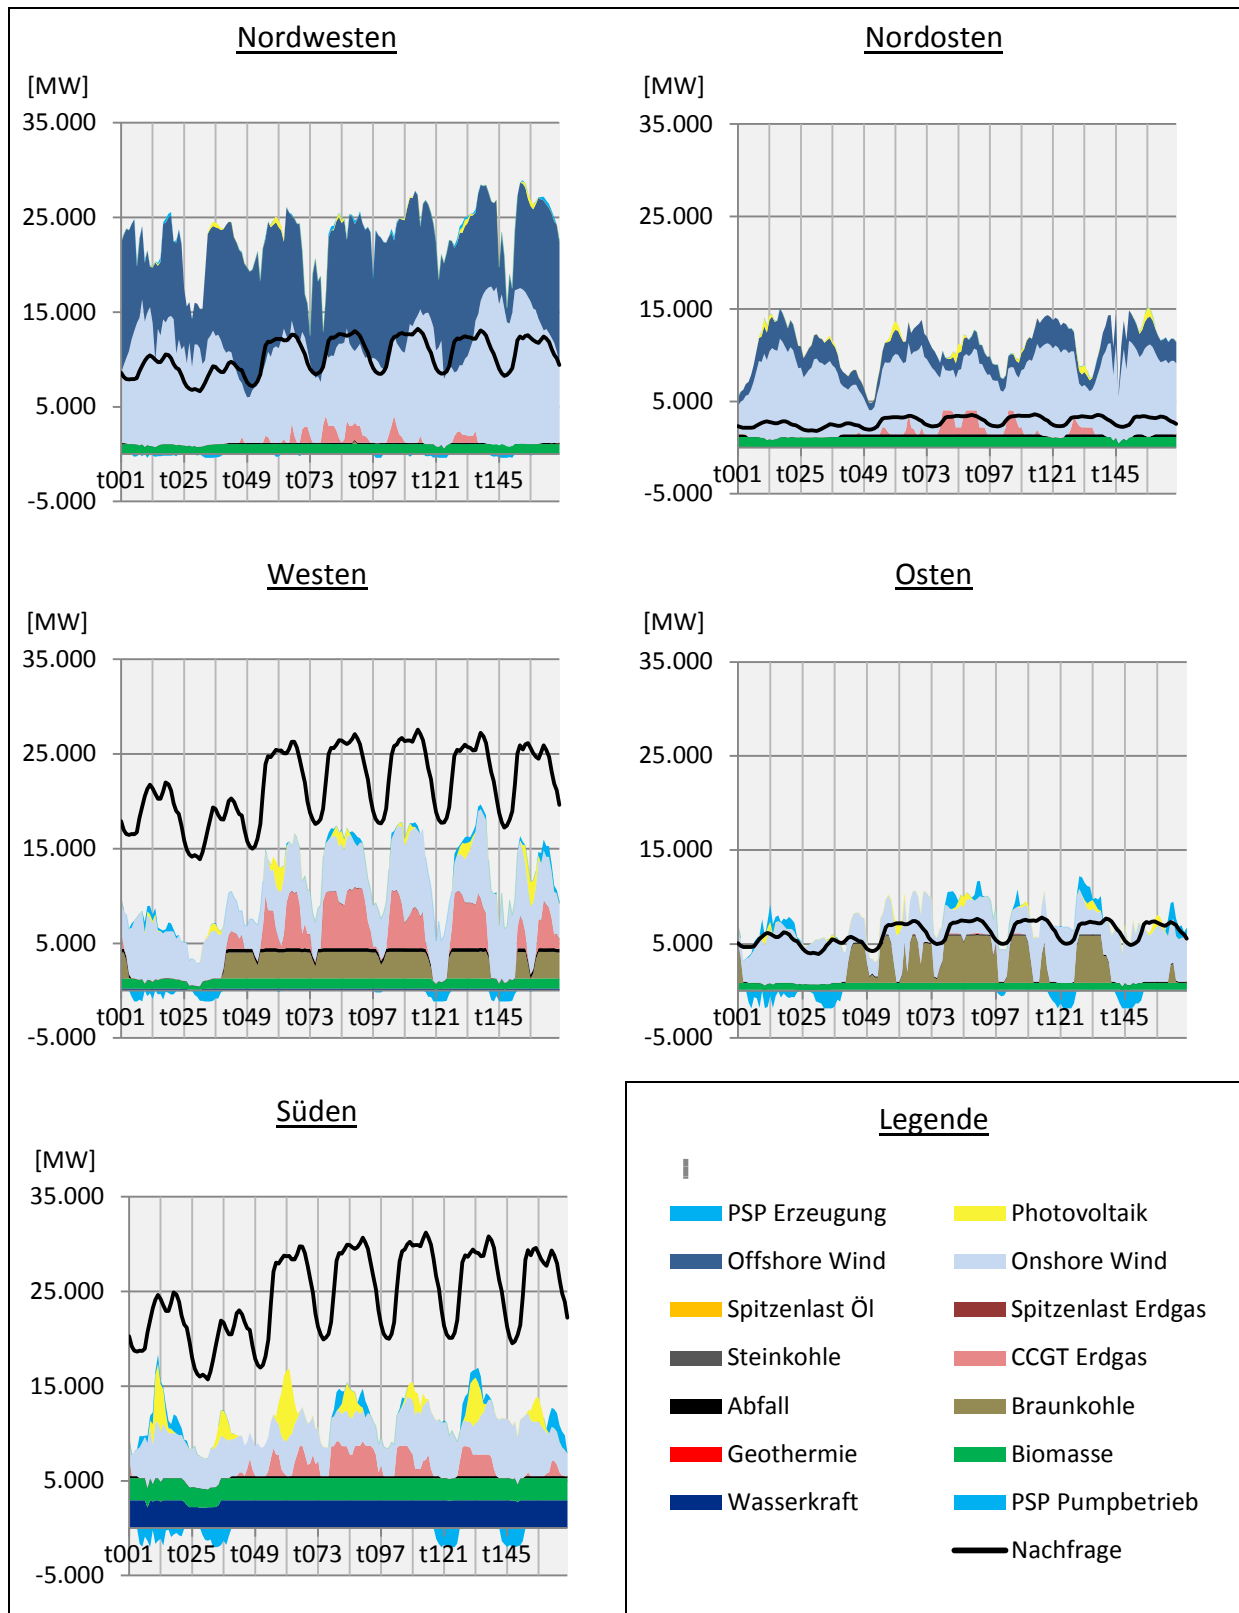 Nordwesten
[MW]
35.000
25.000
15.000
5.000
-5.000
t001 t025 t049 t073 t097 t121 t145
Nordosten
[MW]
35.000
25.000
15.000
5.000
-5.000
t001 t025 t049 t073 t097 t121 t145
Westen
[MW]
35.000
25.000
15.000
5.000
-5.000
t001 t025 t049 t073 t097 t121 t145
Osten
[MW]
35.000
25.000
15.000
5.000
-5.000
t001 t025 t049 t073 t097 t121 t145
Süden
[MW]
35.000
25.000
15.000
5.000
-5.000
t001 t025 t049 t073 t097 t121 t145
Legende
PSP Erzeugung
Photovoltaik
Offshore Wind
Onshore Wind
Spitzenlast Öl
Spitzenlast Erdgas
Steinkohle
CCGT Erdgas
Abfall
Braunkohle
Geothermie
Biomasse
Wasserkraft
PSP Pumpbetrieb
Nachfrage